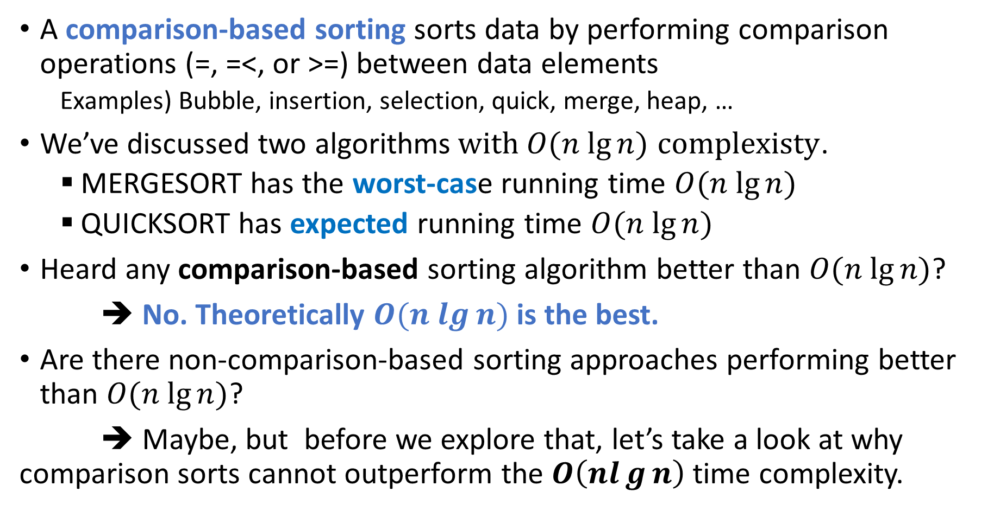 • A comparison-based sorting sorts data by performing comparison
operations (=, =<, or >=) between data elements
Examples) Bubble, insertion, selection, quick, merge, heap, …
• We’ve discussed two algorithms with O(n lg n) complexisty.
▪ MERGESORT has the worst-case running time O(n lg n)
▪ QUICKSORT has expected running time O(n lg n)
• Heard any comparison-based sorting algorithm better than O(n lg n)?
➔ No. Theoretically O(n lg n) is the best.
• Are there non-comparison-based sorting approaches performing better
than O(n lg n)?
➔ Maybe, but  before we explore that, let’s take a look at why
comparison sorts cannot outperform the O(nl g n) time complexity.